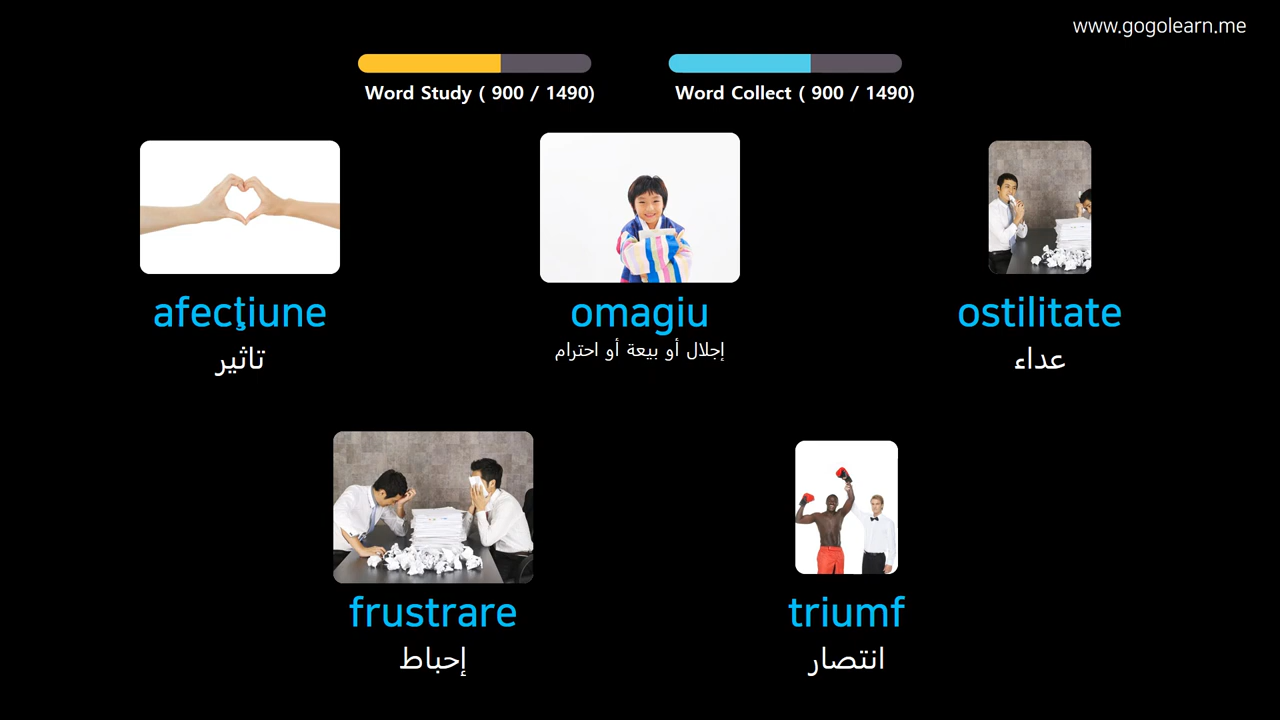 www.gogolearn.me
Word Study ( 900 / 1490)
Word Collect ( 900 / 1490)
afecţiune
تاثير
omagiu
إجلال أو بيعة أو احترام
ostilitate
عداء
frustrare
إحباط
triumf
انتصار